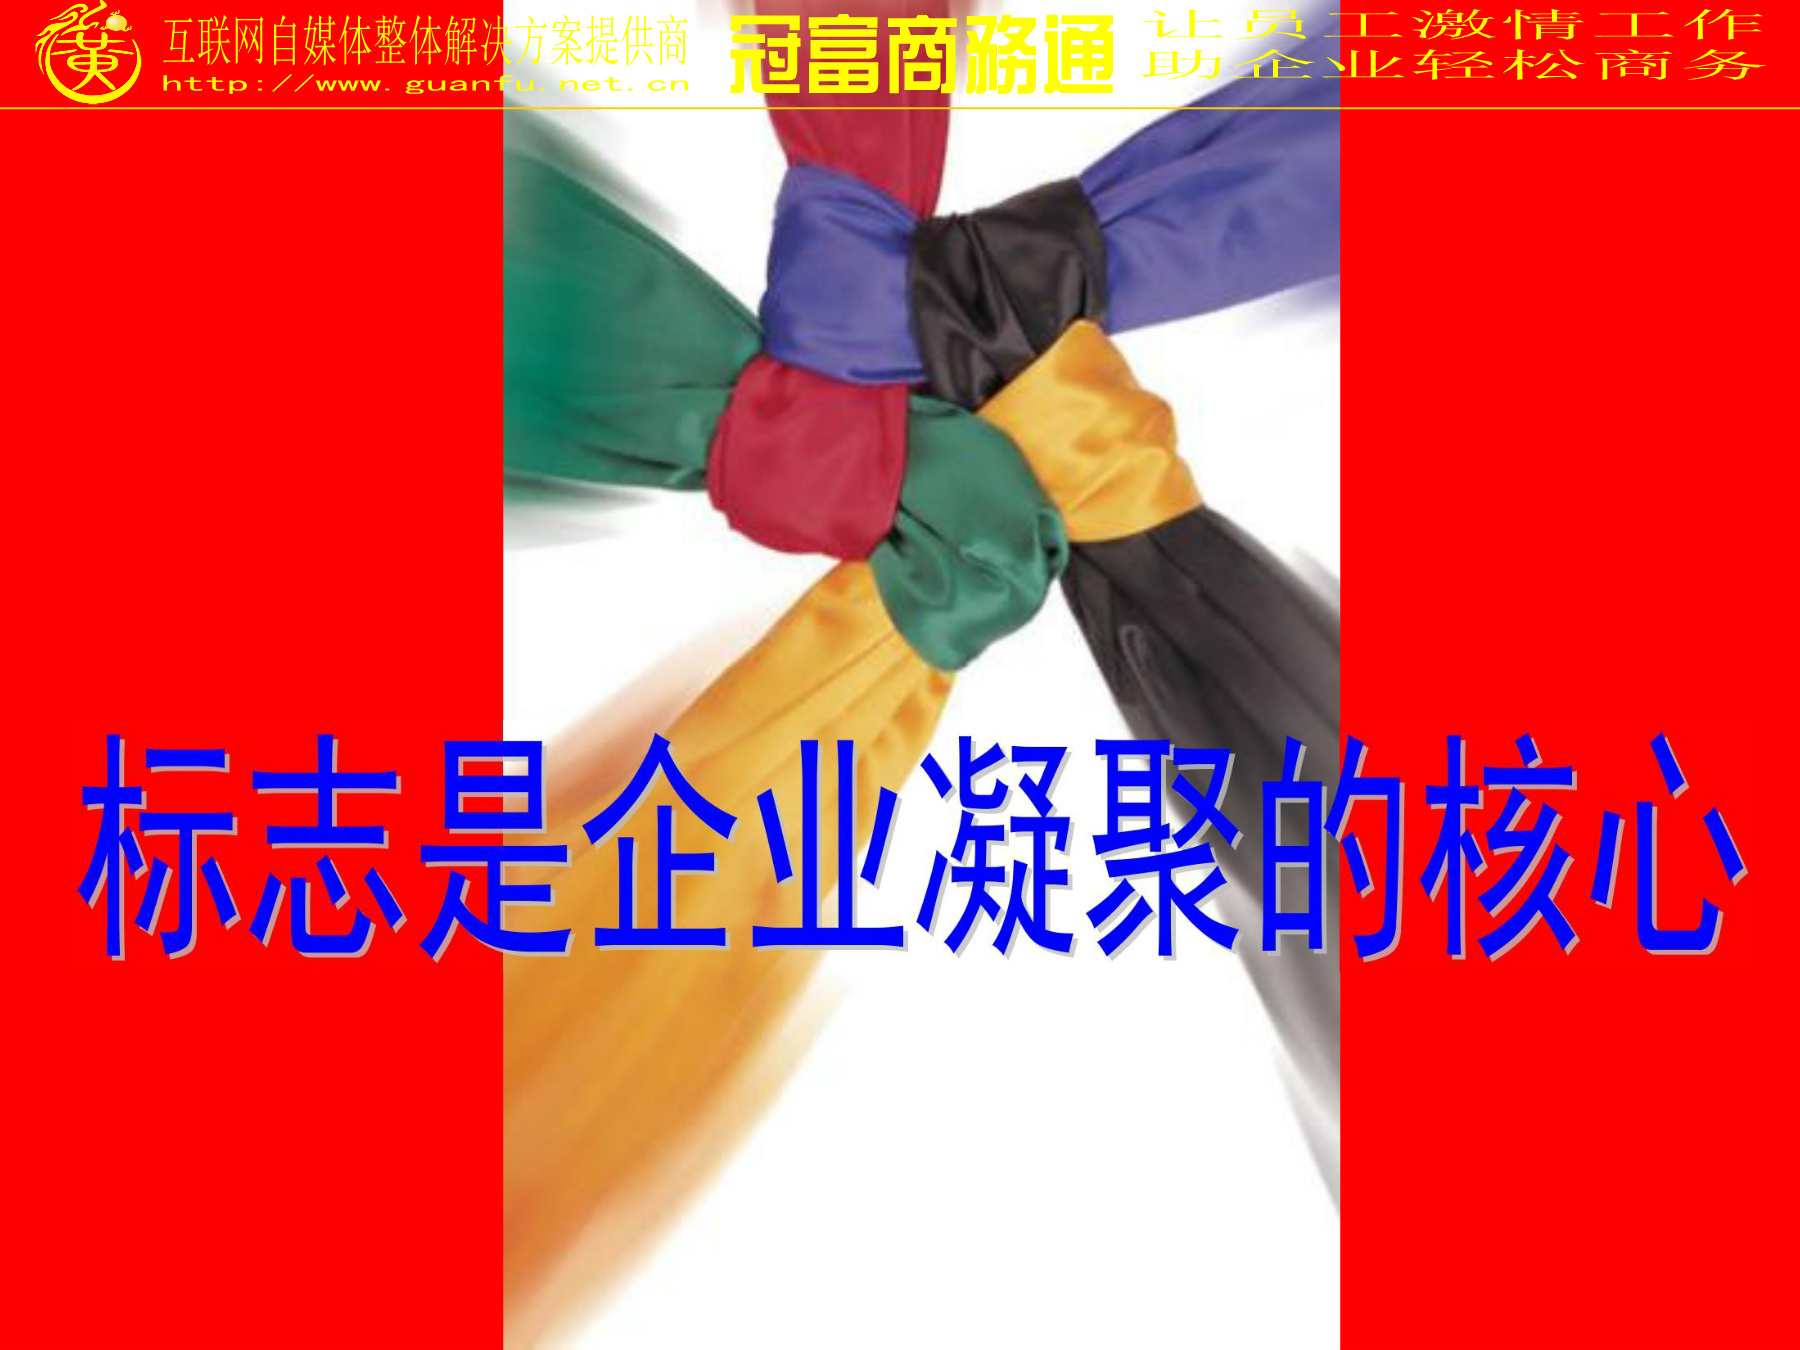 互联网自媒体整体解决方案提供商
http://www.guanfu.net.cn
冠富商務通
让员工激情工作
助企业轻松商务
黄
标志是企业凝聚的核心